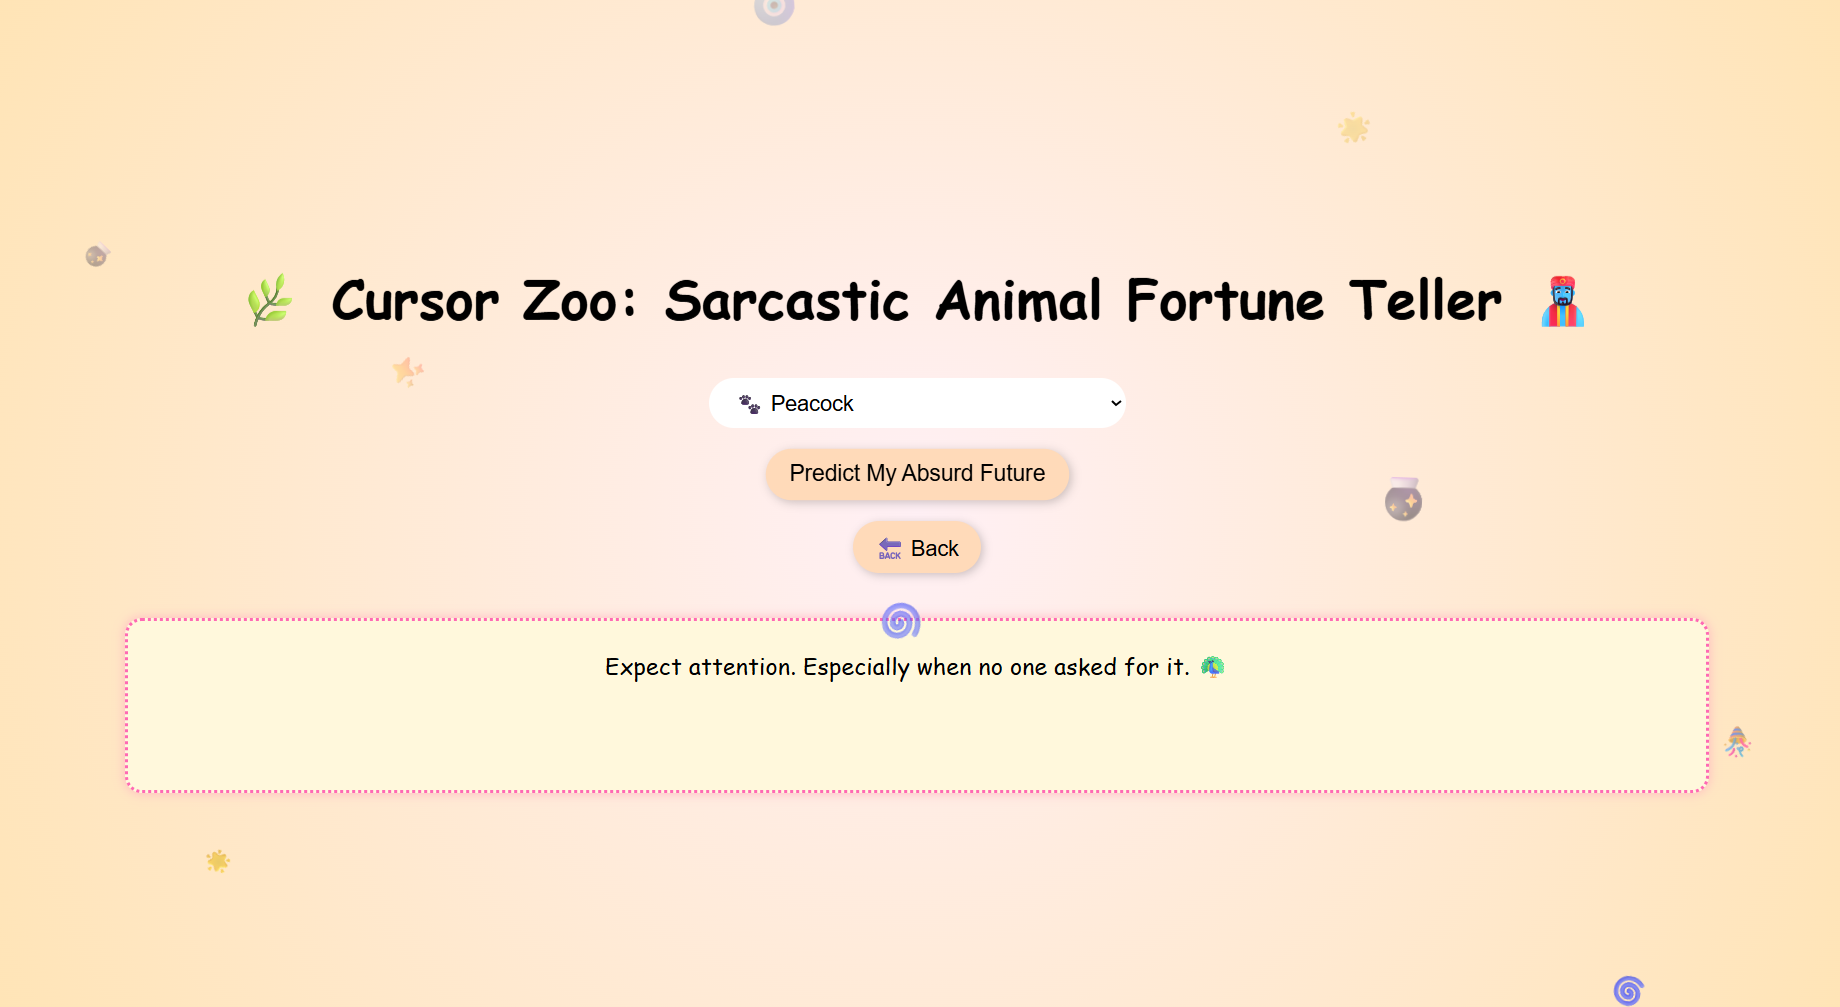 Cursor Zoo: Sarcastic Animal Fortune Teller
Peacock
Predict My Absurd Future
BACK Back
Expect attention. Especially when no one asked for it.